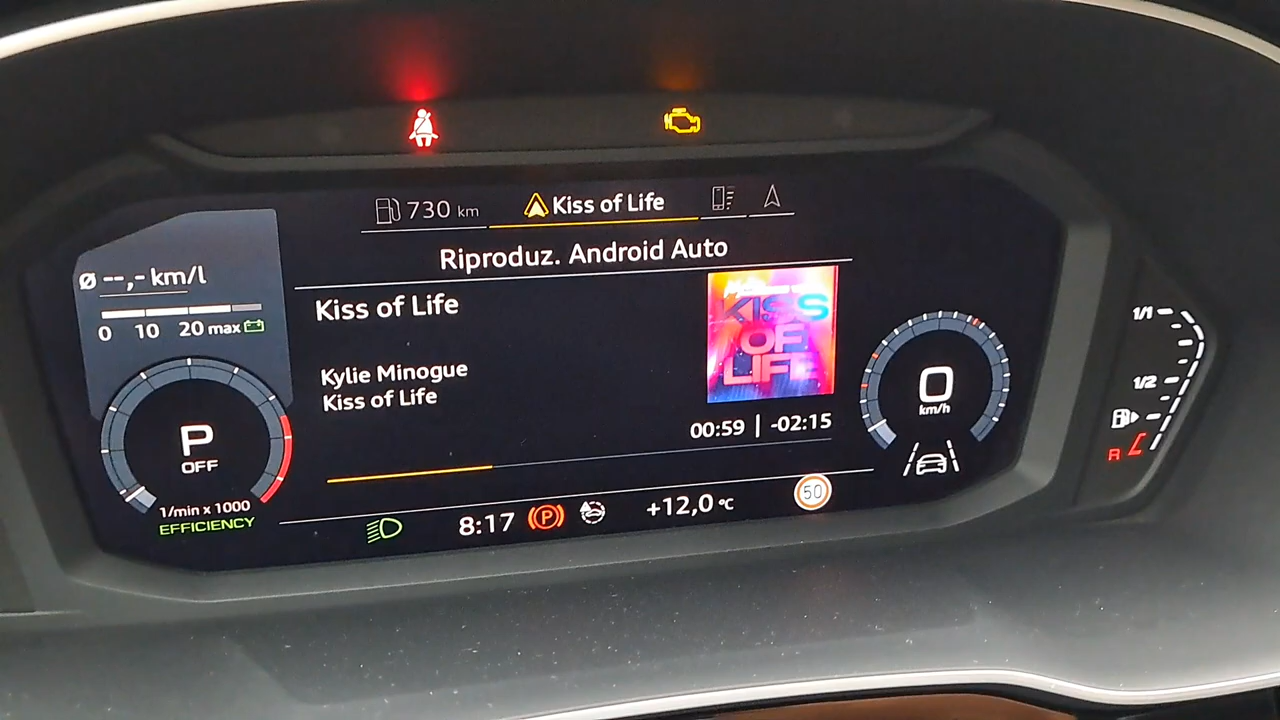 730 km
Kiss of Life
Riproduz. Android Auto
Ø --,- km/l
0 10 20 max
Kiss of Life
Kylie Minogue
Kiss of Life
KISS
OF
LIFE
00:59 | -02:15
P
OFF
1/min x 1000
EFFICIENCY
8:17
P
+12,0 °C
50
0
km/h
1/1
1/2
R